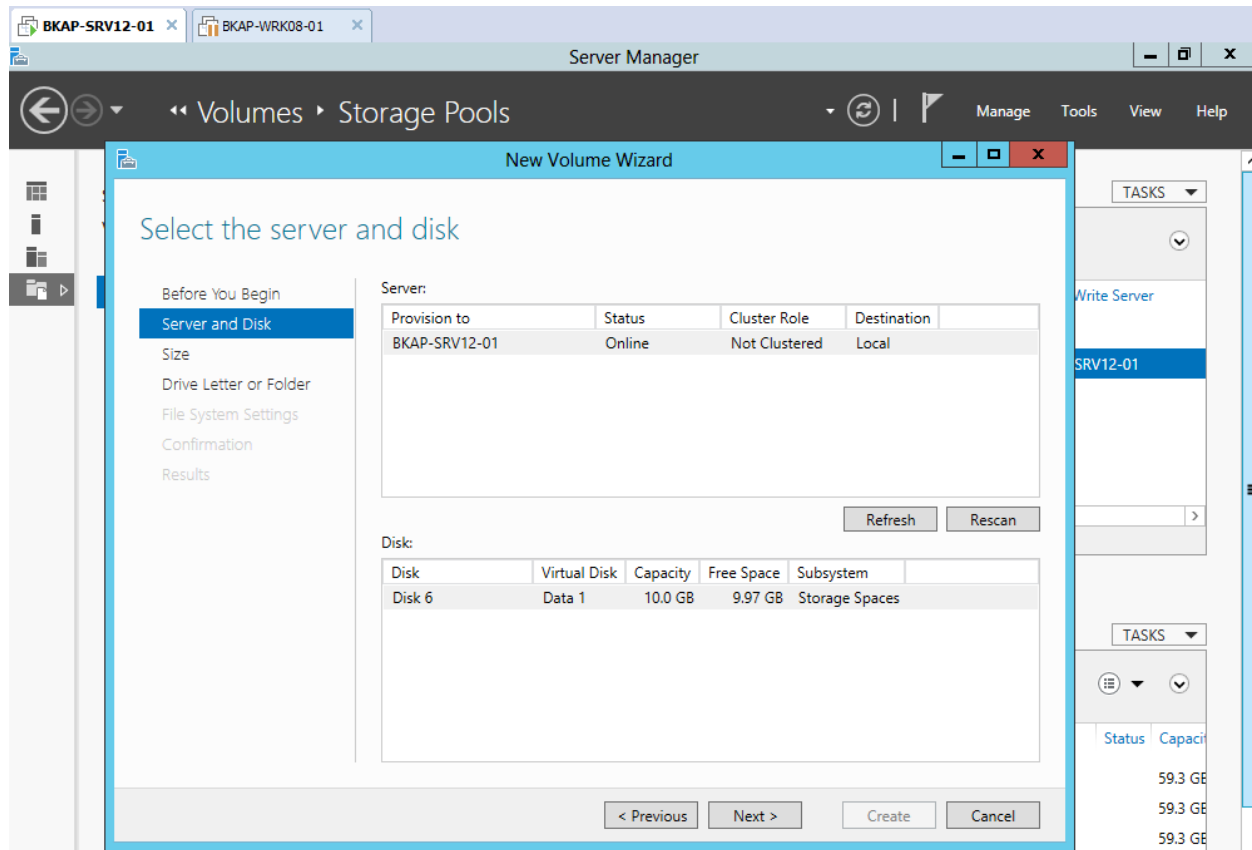 BKAP-SRV12-01 × BKAP-WRK08-01 ×
Server Manager
Volumes Storage Pools Manage Tools View Help
New Volume Wizard
TASKS
Select the server and disk
Before You Begin
Server and Disk
Size
Drive Letter or Folder
File System Settings
Confirmation
Results
Server:
Provision to Status Cluster Role Destination
BKAP-SRV12-01 Online Not Clustered Local
Refresh Rescan
Disk:
Disk Virtual Disk Capacity Free Space Subsystem
Disk 6 Data 1 10.0 GB 9.97 GB Storage Spaces
< Previous Next > Create Cancel
Write Server
SRV12-01
TASKS
Status Capacit
59.3 GB
59.3 GB
59.3 GB